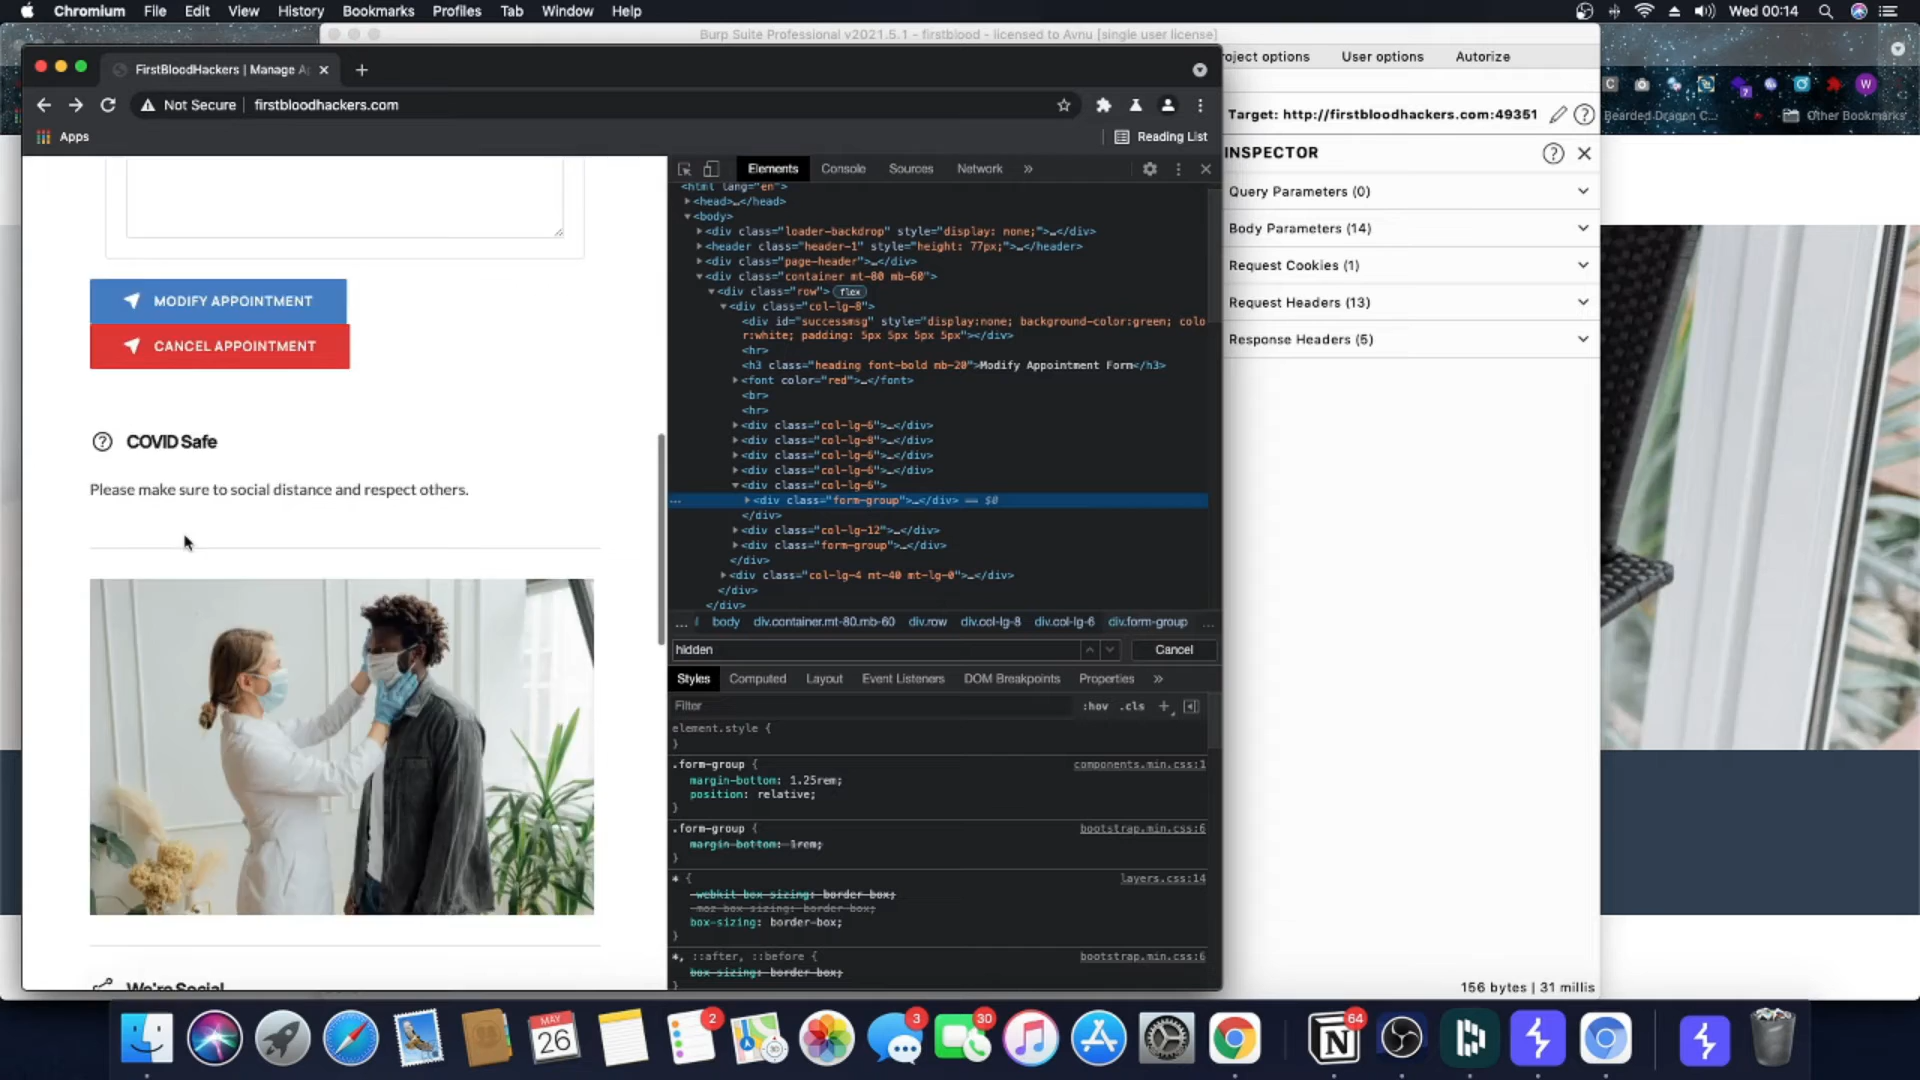 Chromium File Edit View History Bookmarks Profiles Tab Window Help Wed 00:14
Burp Suite Professional v2021.5.1 - firstblood - licensed to Avnu [single user license]
FirstBloodHackers | Manage A
oject options User options Autorize
Not Secure firstbloodhackers.com
Target: http://firstbloodhackers.com:49351
Bearded Dragon C... Other Bookmarks
Apps Reading List
INSPECTOR
Query Parameters (0)
Body Parameters (14)
Request Cookies (1)
Request Headers (13)
Response Headers (5)
MODIFY APPOINTMENT
CANCEL APPOINTMENT
COVID Safe
Please make sure to social distance and respect others.
We're Social
Elements Console Sources Network »
<html lang="en">
<head>…</head>
<body>
<div class="loader-backdrop" style="display: none;">…</div>
<header class="header-1" style="height: 77px;">…</header>
<div class="page-header">…</div>
<div class="container mt-80 mb-60">
<div class="row"> flex
<div class="col-lg-8">
<div id="successmsg" style="display:none; background-color:green; colo
r:white; padding: 5px 5px 5px 5px"></div>
<hr>
<h3 class="heading font-bold mb-20">Modify Appointment Form</h3>
<font color="red">…</font>
<br>
<hr>
<div class="col-lg-6">…</div>
<div class="col-lg-8">…</div>
<div class="col-lg-6">…</div>
<div class="col-lg-6">…</div>
<div class="col-lg-6">
<div class="form-group">…</div> == $0
</div>
<div class="col-lg-12">…</div>
<div class="form-group">…</div>
</div>
<div class="col-lg-4 mt-40 mt-lg-0">…</div>
</div>
</div>
… body div.container.mt-80.mb-60 div.row div.col-lg-8 div.col-lg-6 div.form-group …
hidden Cancel
Styles Computed Layout Event Listeners DOM Breakpoints Properties »
Filter :hov .cls +
element.style {
}
.form-group { components.min.css:1
margin-bottom: 1.25rem;
position: relative;
}
.form-group { bootstrap.min.css:6
margin-bottom: 1rem;
}
* { layers.css:14
-webkit-box-sizing: border-box;
-moz-box-sizing: border-box;
box-sizing: border-box;
}
*, ::after, ::before { bootstrap.min.css:6
box-sizing: border-box;
}
156 bytes | 31 millis
MAY
26
2
3
30
64